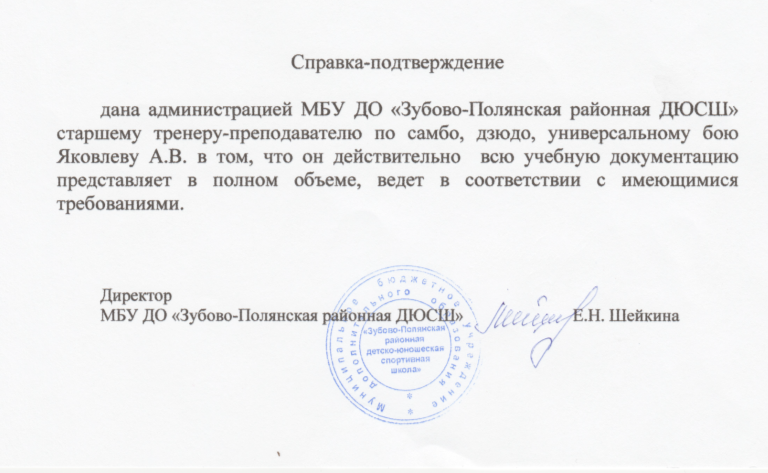 Справка-подтверждение
дана администрацией МБУ ДО «Зубово-Полянская районная ДЮСШ»
старшему тренеру-преподавателю по самбо, дзюдо, универсальному бою
Яковлеву А.В. в том, что он действительно всю учебную документацию
представляет в полном объеме, ведет в соответствии с имеющимися
требованиями.
Директор
МБУ ДО «Зубово-Полянская районная ДЮСШ» Е.Н. Шейкина
Муниципальное бюджетное учреждение
дополнительного образования
«Зубово-Полянская
районная
детско-юношеская
спортивная
школа»